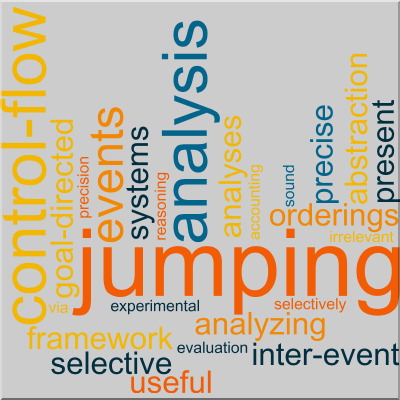 control-flow
goal-directed
via
precision
events
systems
reasoning
analysis
analyses
accounting
sound
precise
abstraction
present
orderings
irrelevant
jumping
experimental
selectively
analyzing
framework
evaluation
inter-event
selective
useful